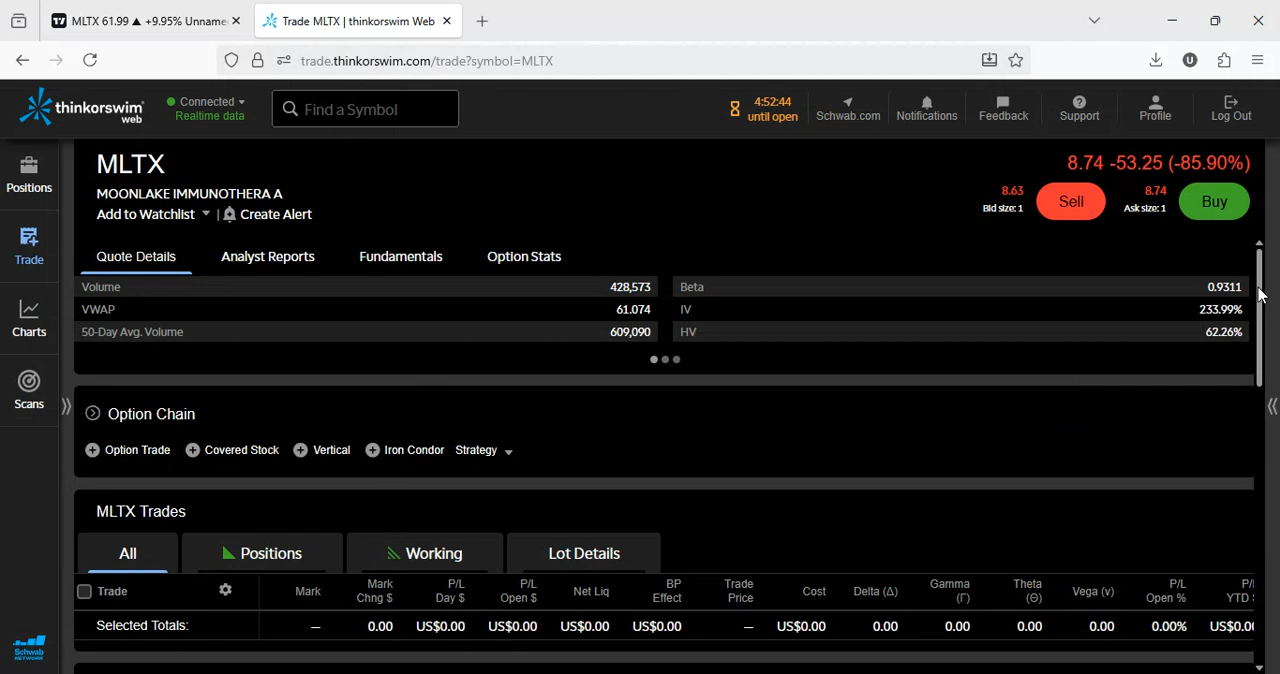 MLTX 61.99 ▲ +9.95% Unname
Trade MLTX | thinkorswim Web
trade.thinkorswim.com/trade?symbol=MLTX
thinkorswim
web
Connected
Realtime data
Find a Symbol
4:52:44
until open
Schwab.com
Notifications
Feedback
Support
Profile
Log Out
Positions
Trade
Charts
Scans
Schwab
NETWORK
MLTX
8.74 -53.25 (-85.90%)
MOONLAKE IMMUNOTHERA A
8.63
Bid size: 1
Sell
8.74
Ask size: 1
Buy
Add to Watchlist | Create Alert
Quote Details Analyst Reports Fundamentals Option Stats
Volume 428,573 Beta 0.9311
VWAP 61.074 IV 233.99%
50-Day Avg. Volume 609,090 HV 62.26%
Option Chain
Option Trade Covered Stock Vertical Iron Condor Strategy
MLTX Trades
All Positions Working Lot Details
Trade Mark Mark Chng $ P/L Day $ P/L Open $ Net Liq BP Effect Trade Price Cost Delta (Δ) Gamma (Γ) Theta (Θ) Vega (v) P/L Open % P/L YTD $
Selected Totals: — 0.00 US$0.00 US$0.00 US$0.00 US$0.00 — US$0.00 0.00 0.00 0.00 0.00 0.00% US$0.00